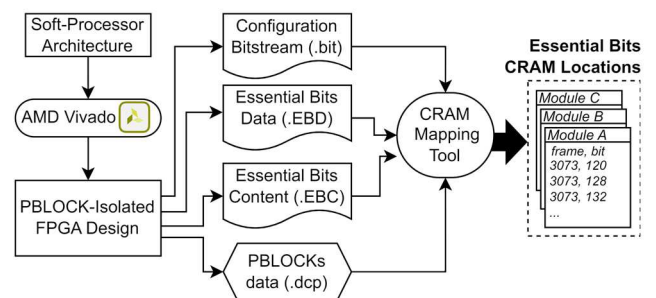 Soft-Processor
Architecture
AMD Vivado
PBLOCK-Isolated
FPGA Design
Configuration
Bitstream (.bit)
Essential Bits
Data (.EBD)
Essential Bits
Content (.EBC)
PBLOCKs
data (.dcp)
CRAM
Mapping
Tool
Essential Bits
CRAM Locations
Module C
Module B
Module A
frame, bit
3073, 120
3073, 128
3073, 132
...